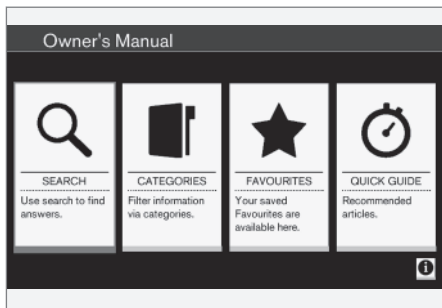 Owner's Manual
SEARCH
Use search to find
answers.
CATEGORIES
Filter information
via categories.
FAVOURITES
Your saved
Favourites are
available here.
QUICK GUIDE
Recommended
articles.
i